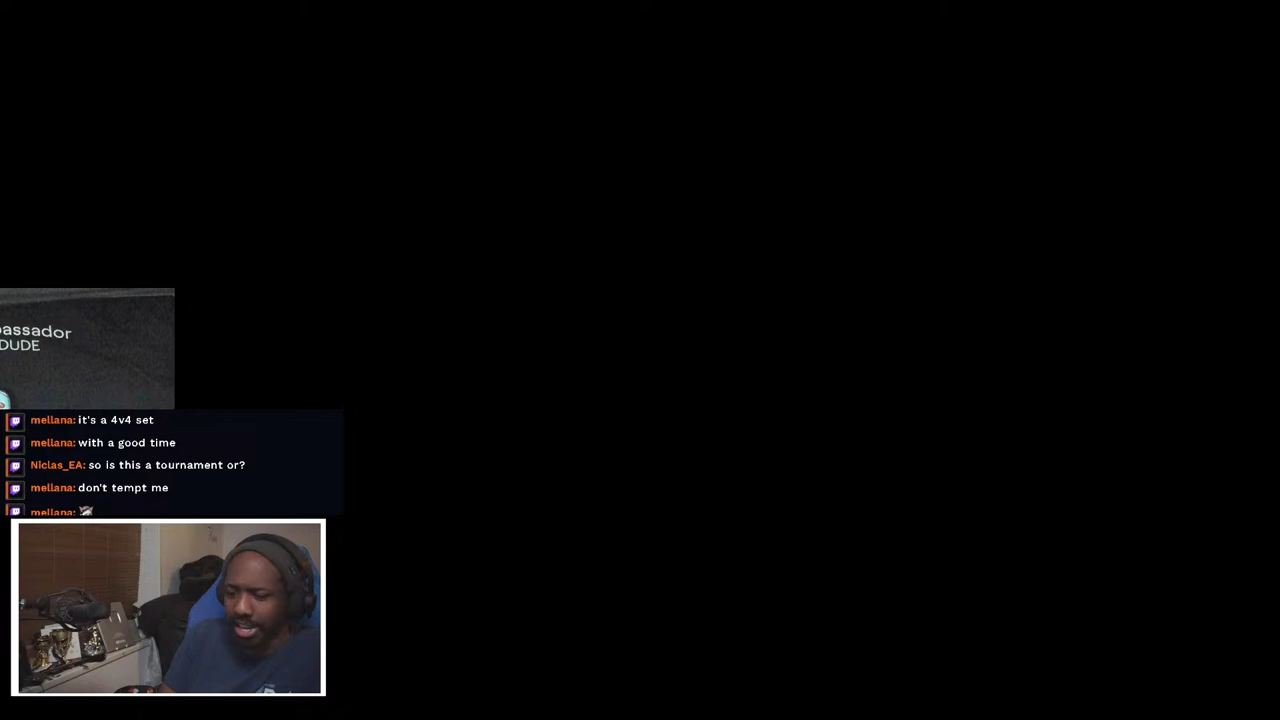 DUDE
mellana: it's a 4v4 set
mellana: with a good time
Niclas_EA: so is this a tournament or?
mellana: don't tempt me
mellana: